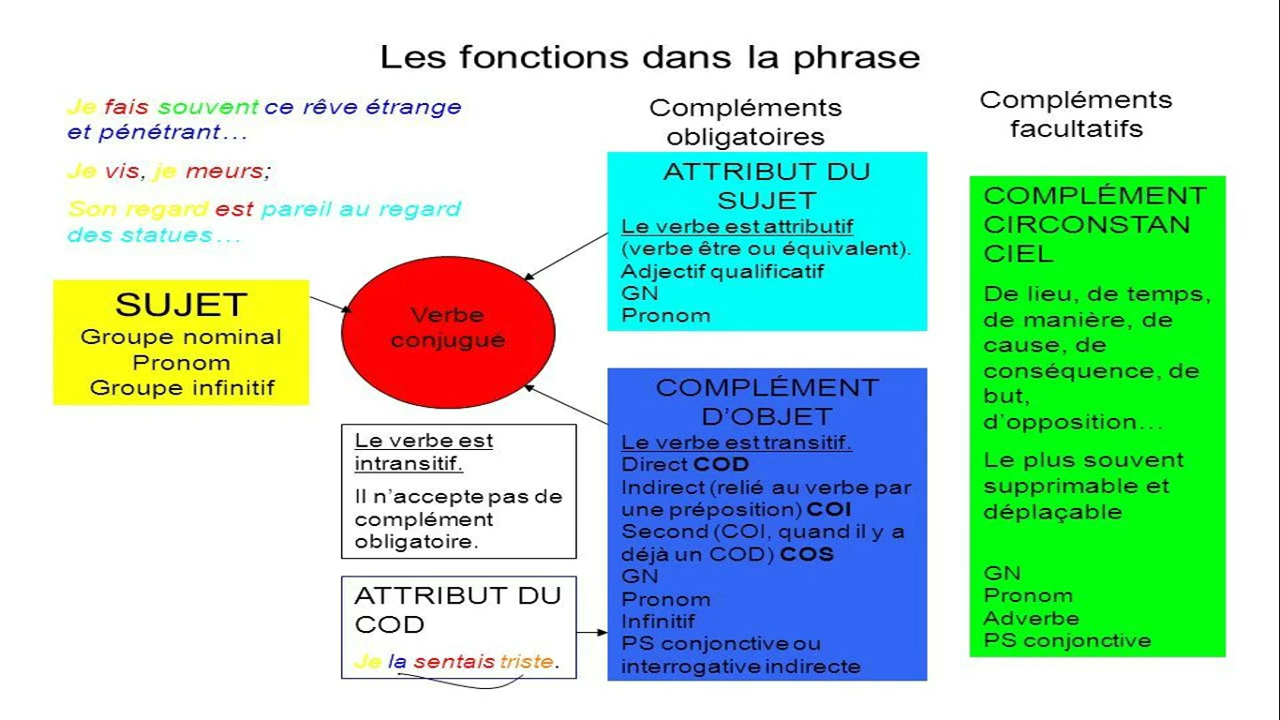 Les fonctions dans la phrase
Je fais souvent ce rêve étrange
et pénétrant…
Je vis, je meurs;
Son regard est pareil au regard
des statues…
SUJET
Groupe nominal
Pronom
Groupe infinitif
Verbe
conjugué
Le verbe est
intransitif.
Il n’accepte pas de
complément
obligatoire.
ATTRIBUT DU
COD
Je la sentais triste.
Compléments
obligatoires
ATTRIBUT DU
SUJET
Le verbe est attributif
(verbe être ou équivalent).
Adjectif qualificatif
GN
Pronom
COMPLÉMENT
D’OBJET
Le verbe est transitif.
Direct COD
Indirect (relié au verbe par
une préposition) COI
Second (COI, quand il y a
déjà un COD) COS
GN
Pronom
Infinitif
PS conjonctive ou
interrogative indirecte
Compléments
facultatifs
COMPLÉMENT
CIRCONSTAN
CIEL
De lieu, de temps,
de manière, de
cause, de
conséquence, de
but,
d’opposition…
Le plus souvent
supprimable et
déplaçable
GN
Pronom
Adverbe
PS conjonctive